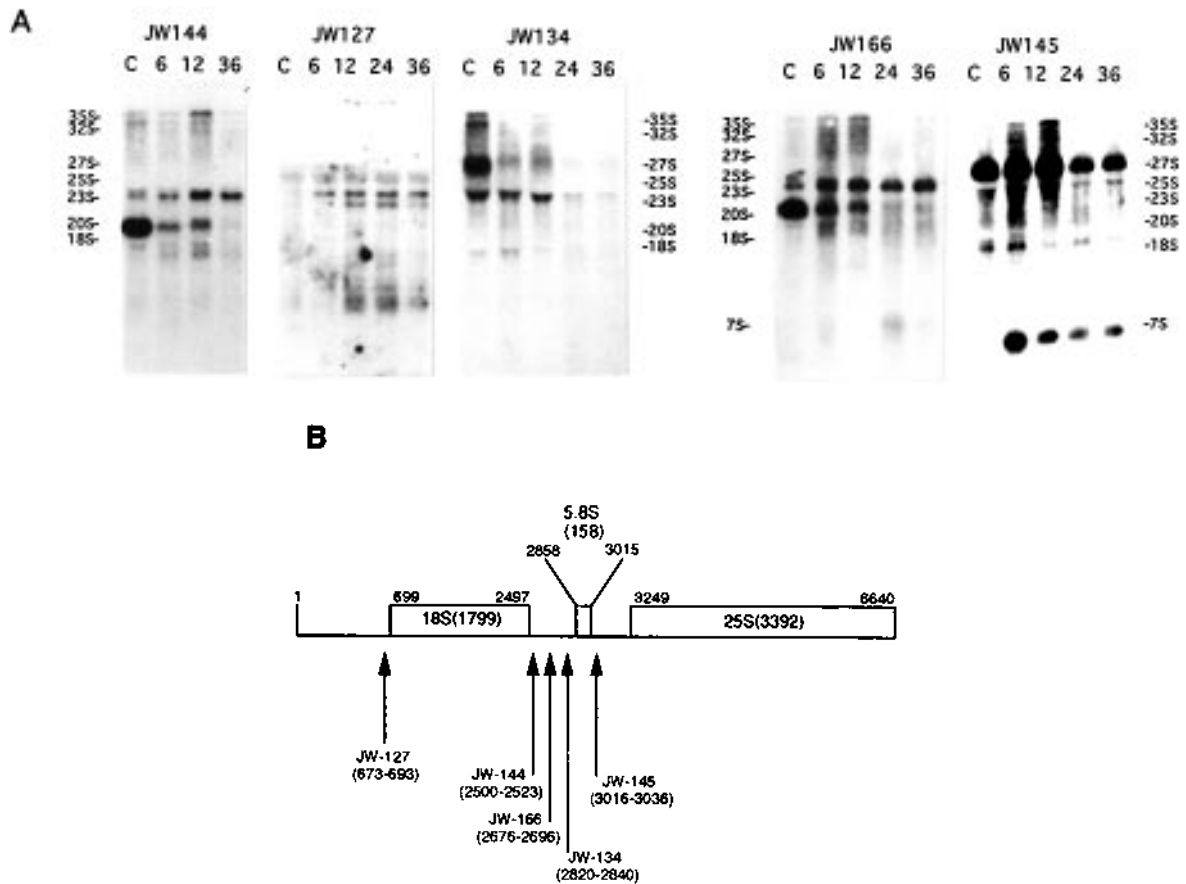 A
JW144
C 6 12 36
JW127
C 6 12 24 36
JW134
C 6 12 24 36
JW166
C 6 12 24 36
JW145
C 6 12 24 36
35S-
32S-
27S-
25S-
23S-
20S-
18S-
-35S
-32S
-27S
-25S
-23S
-20S
-18S
35S-
32S-
27S-
25S-
23S-
20S-
18S-
7S-
-35S
-32S
-27S
-25S
-23S
-20S
-18S
-7S
B
5.8S
(158)
2858 3015
1 699 2497 3249 6640
18S(1799) 25S(3392)
JW-127
(673-693)
JW-144
(2500-2523)
JW-145
(3016-3036)
JW-166
(2676-2696)
JW-134
(2820-2840)